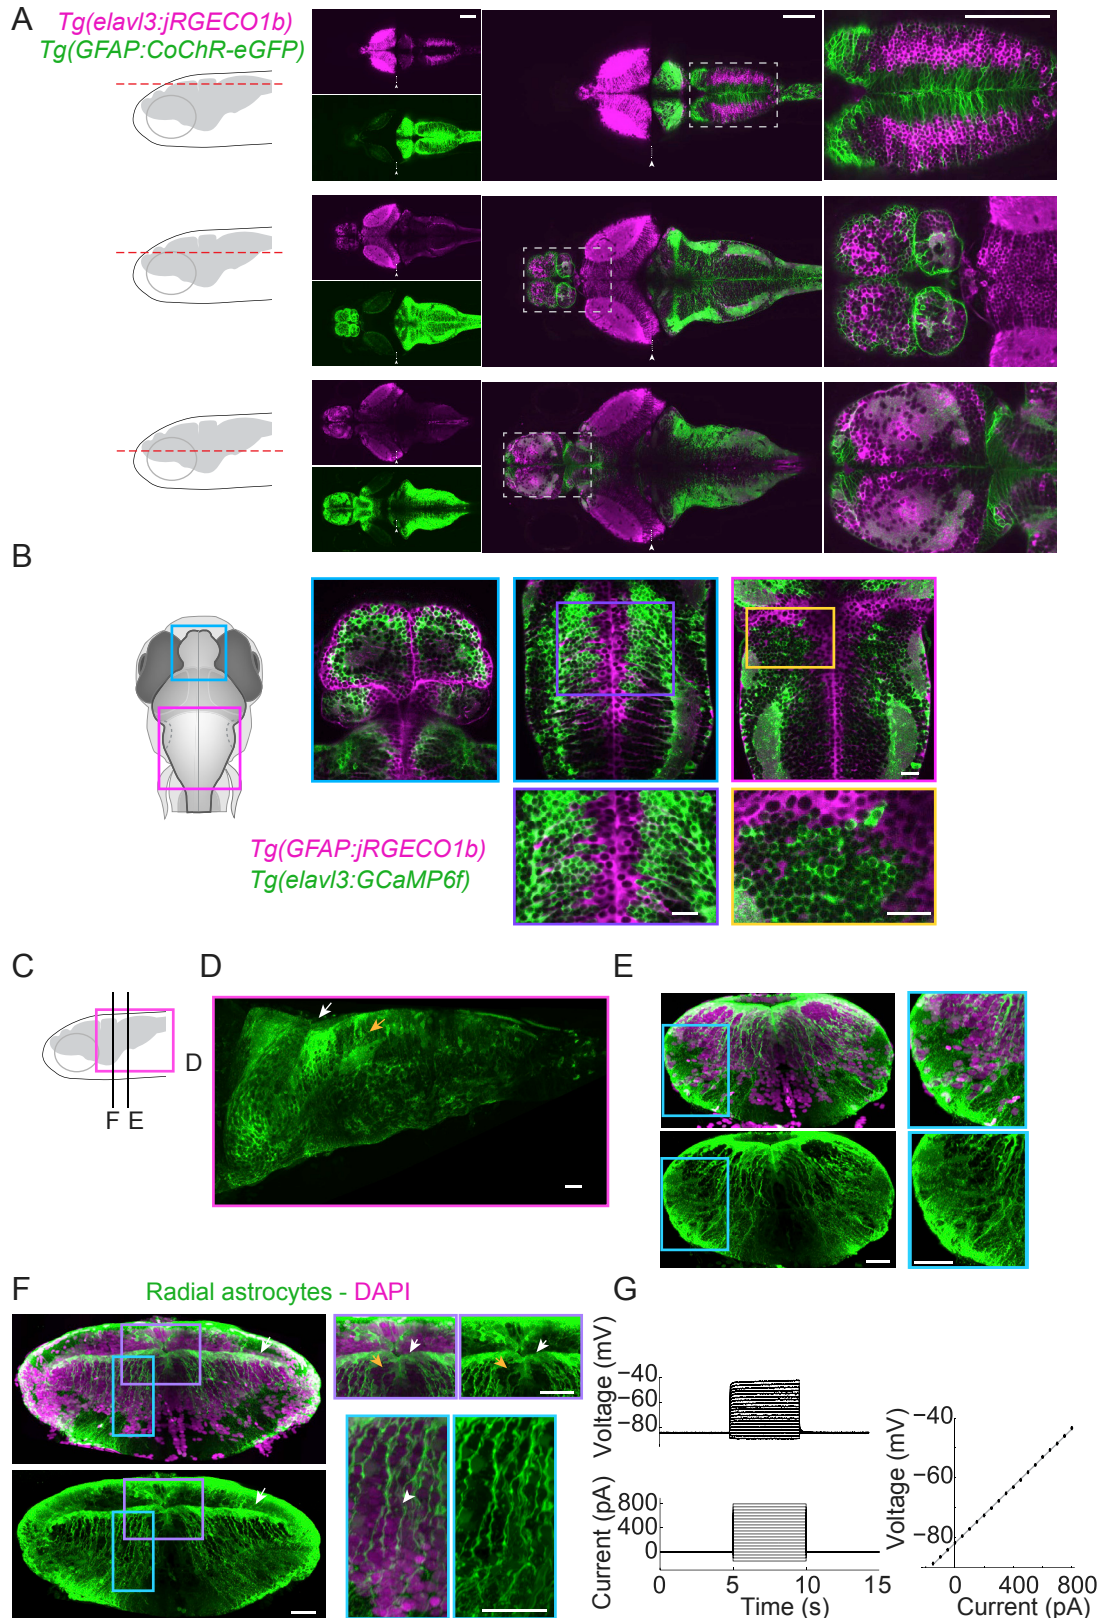 A
Tg(elavl3:jRGECO1b)
Tg(GFAP:CoChR-eGFP)
B
Tg(GFAP:jRGECO1b)
Tg(elavl3:GCaMP6f)
C
D
E
D
F E
F
Radial astrocytes - DAPI
G
Voltage (mV)
−40
−60
−80
Current (pA)
800
400
0
0 5 10 15
Time (s)
Voltage (mV)
−40
−60
−80
0 400 800
Current (pA)